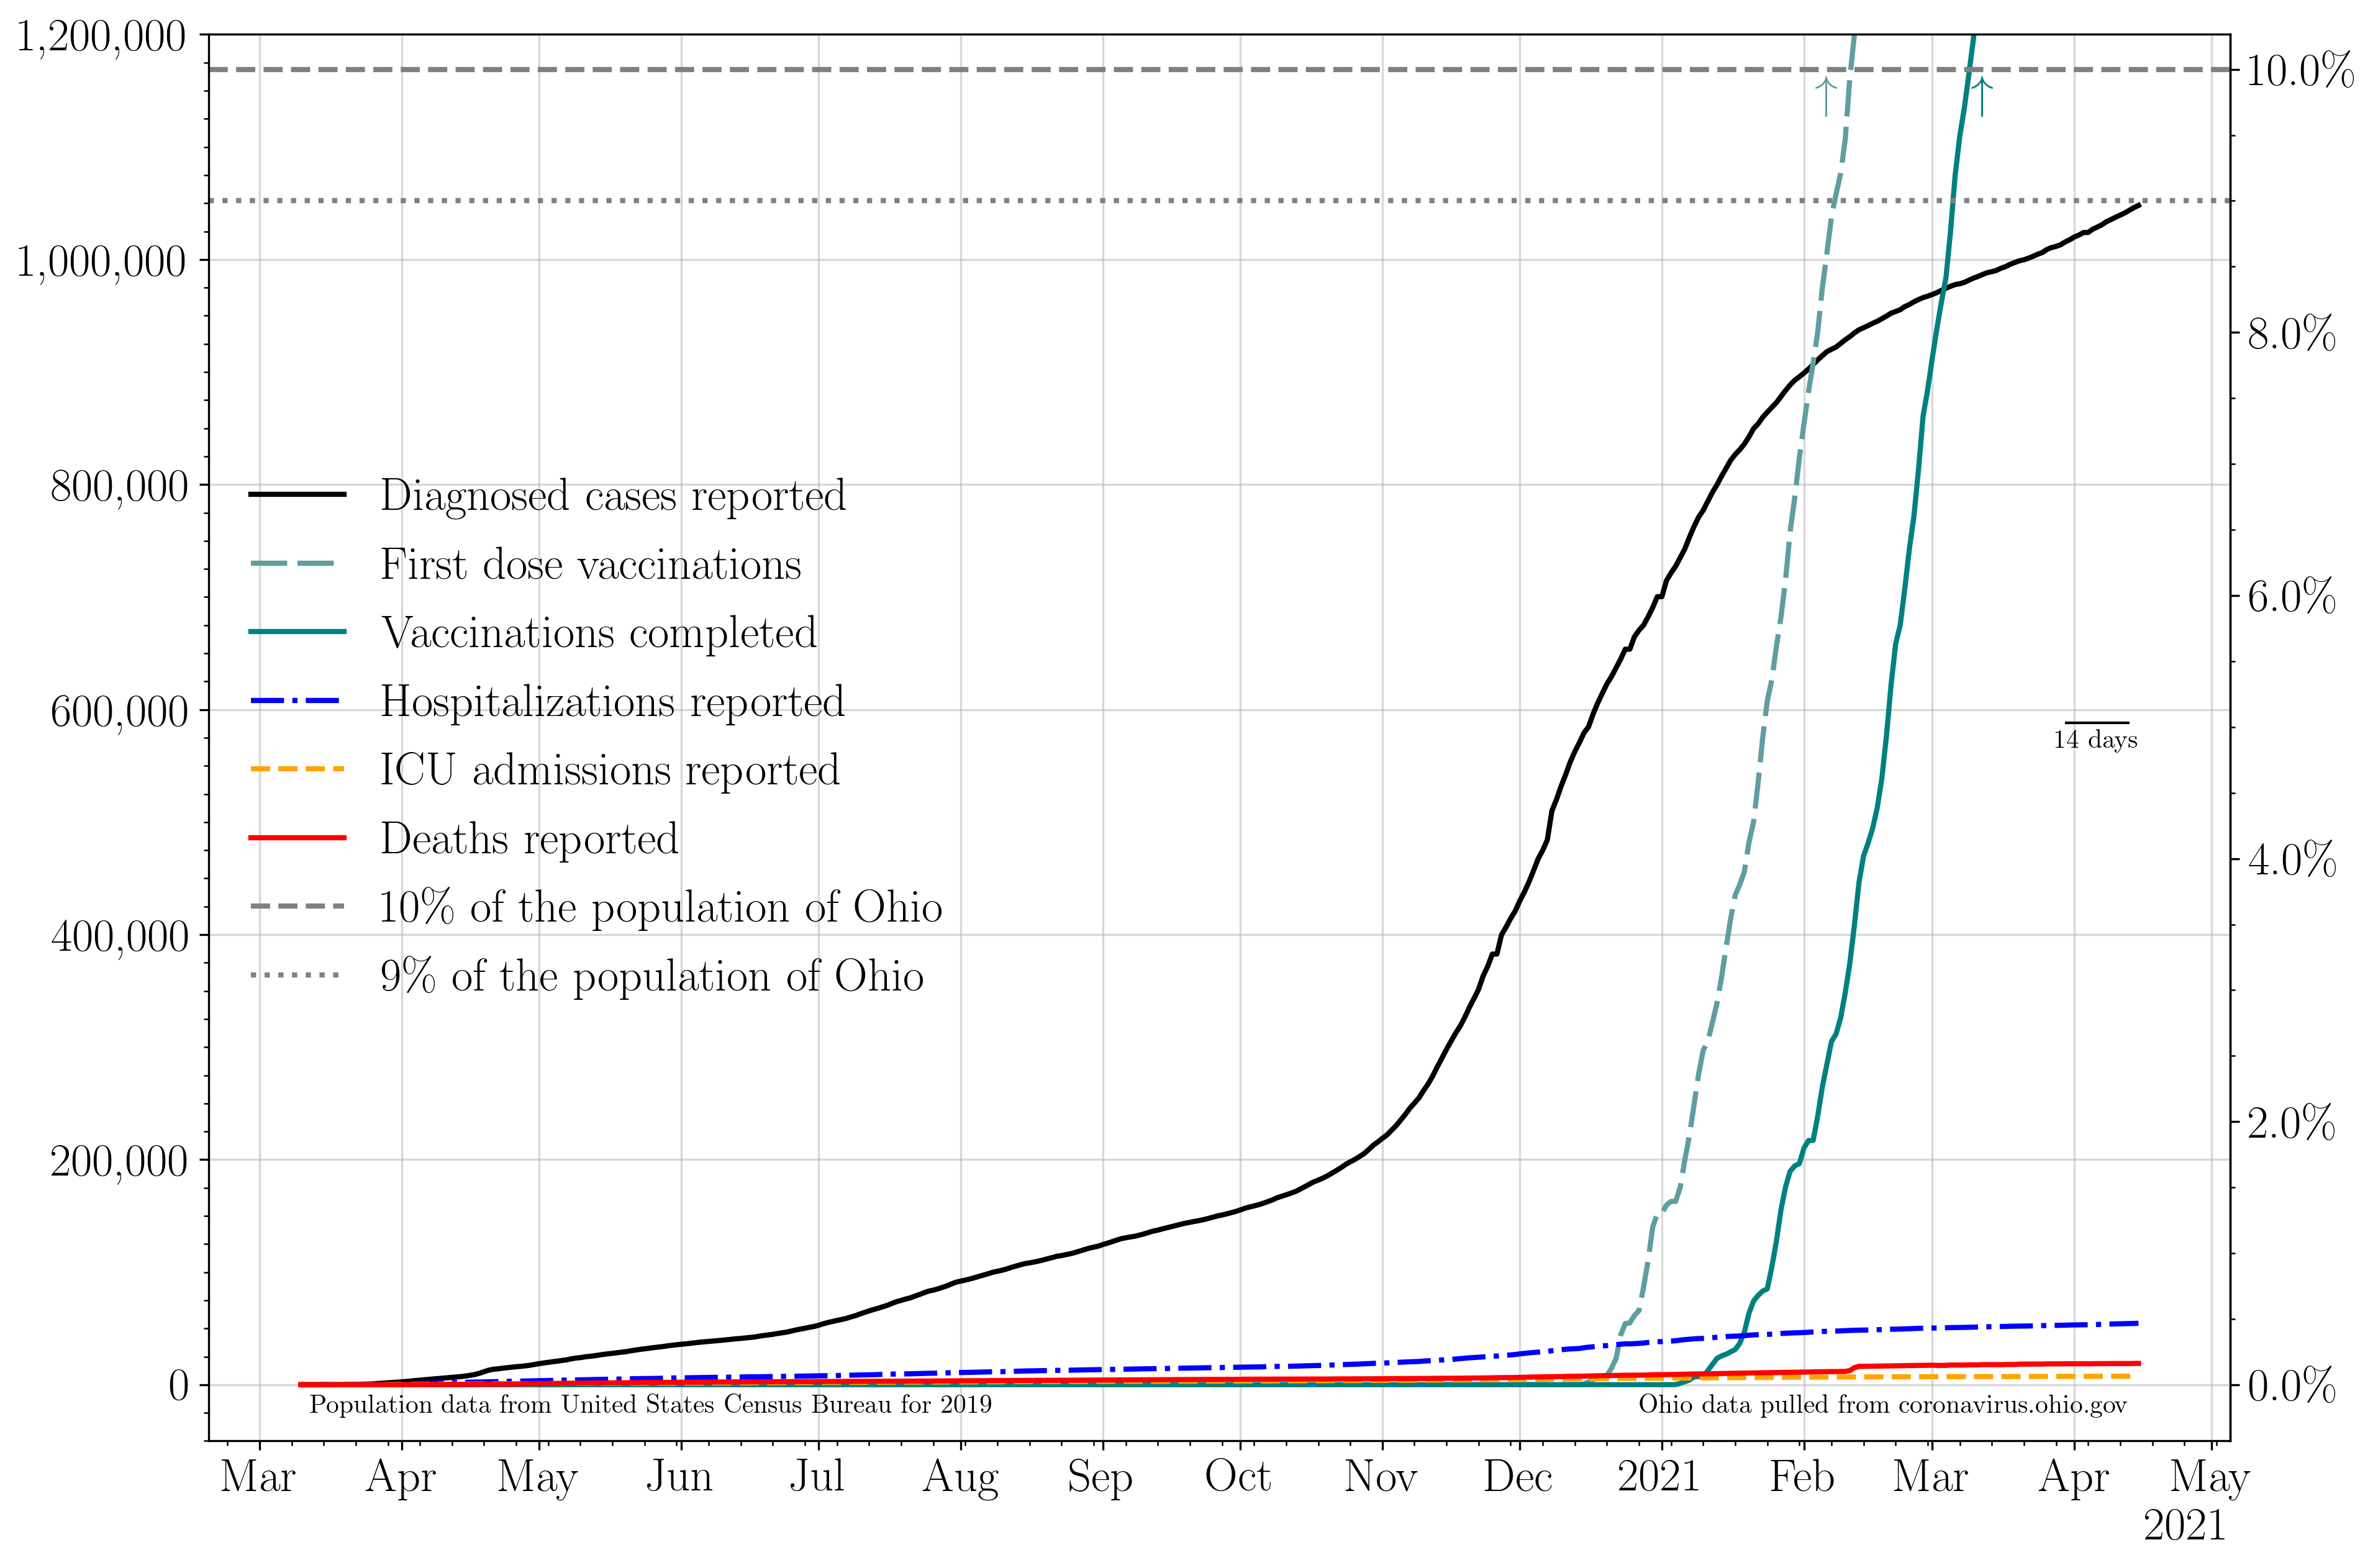 1,200,000
1,000,000
800,000
600,000
400,000
200,000
0
10.0%
8.0%
6.0%
4.0%
2.0%
0.0%
Diagnosed cases reported
First dose vaccinations
Vaccinations completed
Hospitalizations reported
ICU admissions reported
Deaths reported
10% of the population of Ohio
9% of the population of Ohio
↑ ↑
14 days
Population data from United States Census Bureau for 2019
Ohio data pulled from coronavirus.ohio.gov
Mar Apr May Jun Jul Aug Sep Oct Nov Dec 2021 Feb Mar Apr May
2021